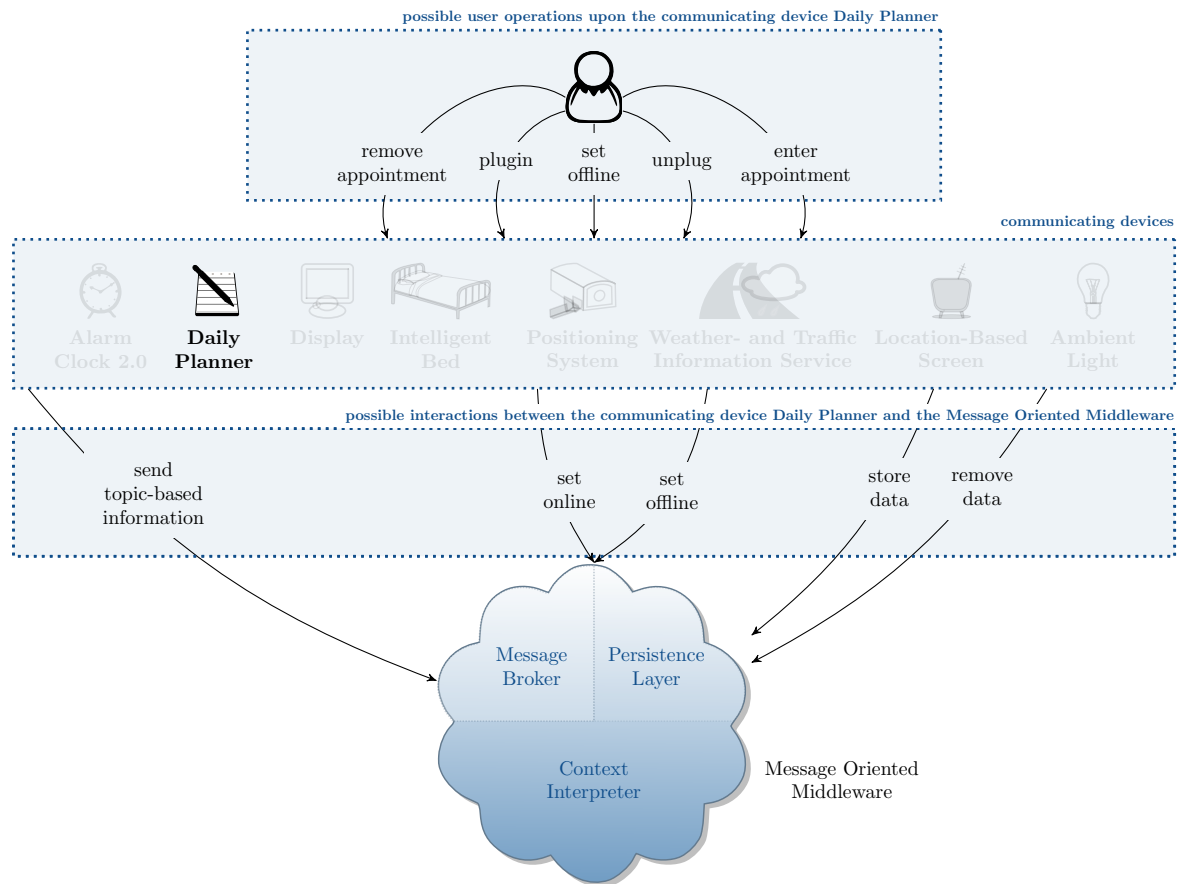 possible user operations upon the communicating device Daily Planner
remove
appointment
plugin
set
offline
unplug
enter
appointment
communicating devices
Alarm
Clock 2.0
Daily
Planner
Display
Intelligent
Bed
Positioning
System
Weather- and Traffic
Information Service
Location-Based
Screen
Ambient
Light
possible interactions between the communicating device Daily Planner and the Message Oriented Middleware
send
topic-based
information
set
online
set
offline
store
data
remove
data
Message
Broker
Persistence
Layer
Context
Interpreter
Message Oriented
Middleware